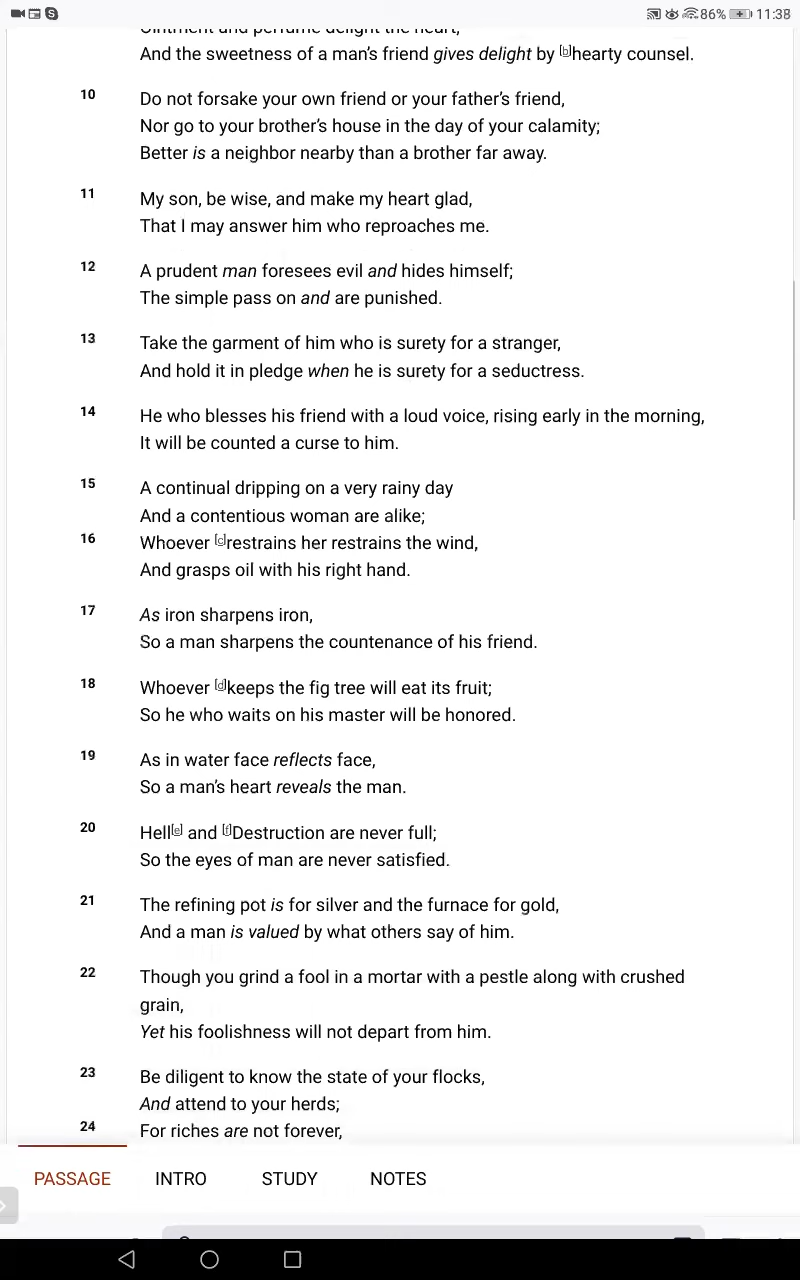 86% 11:38
Ointment and perfume delight the heart,
And the sweetness of a man's friend gives delight by [b]hearty counsel.
10 Do not forsake your own friend or your father's friend,
Nor go to your brother's house in the day of your calamity;
Better is a neighbor nearby than a brother far away.
11 My son, be wise, and make my heart glad,
That I may answer him who reproaches me.
12 A prudent man foresees evil and hides himself;
The simple pass on and are punished.
13 Take the garment of him who is surety for a stranger,
And hold it in pledge when he is surety for a seductress.
14 He who blesses his friend with a loud voice, rising early in the morning,
It will be counted a curse to him.
15 A continual dripping on a very rainy day
And a contentious woman are alike;
16 Whoever [c]restrains her restrains the wind,
And grasps oil with his right hand.
17 As iron sharpens iron,
So a man sharpens the countenance of his friend.
18 Whoever [d]keeps the fig tree will eat its fruit;
So he who waits on his master will be honored.
19 As in water face reflects face,
So a man's heart reveals the man.
20 Hell[e] and [f]Destruction are never full;
So the eyes of man are never satisfied.
21 The refining pot is for silver and the furnace for gold,
And a man is valued by what others say of him.
22 Though you grind a fool in a mortar with a pestle along with crushed
grain,
Yet his foolishness will not depart from him.
23 Be diligent to know the state of your flocks,
And attend to your herds;
24 For riches are not forever,
PASSAGE INTRO STUDY NOTES